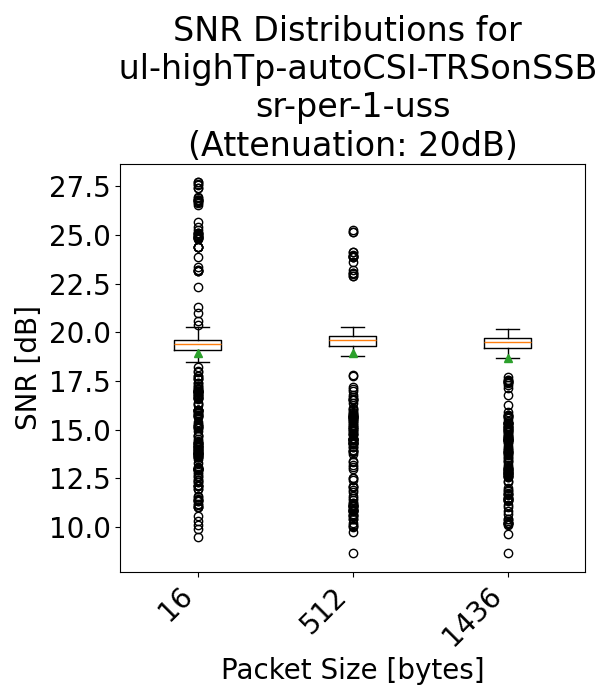 SNR Distributions for
ul-highTp-autoCSI-TRSonSSB
sr-per-1-uss
(Attenuation: 20dB)
27.5
25.0
22.5
20.0
17.5
15.0
12.5
10.0
SNR [dB]
16
512
1436
Packet Size [bytes]